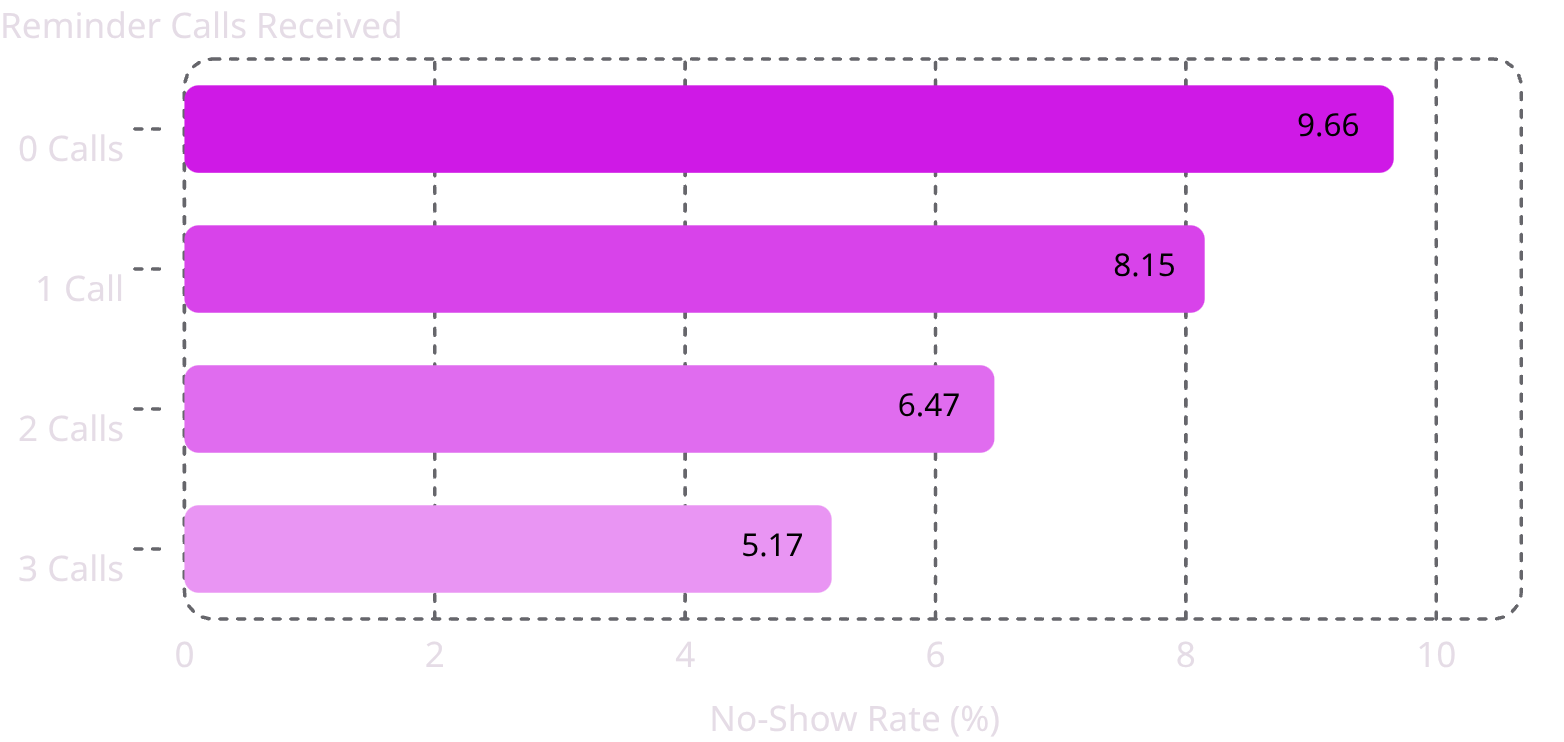 Reminder Calls Received
0 Calls 9.66
1 Call 8.15
2 Calls 6.47
3 Calls 5.17
0 2 4 6 8 10
No-Show Rate (%)